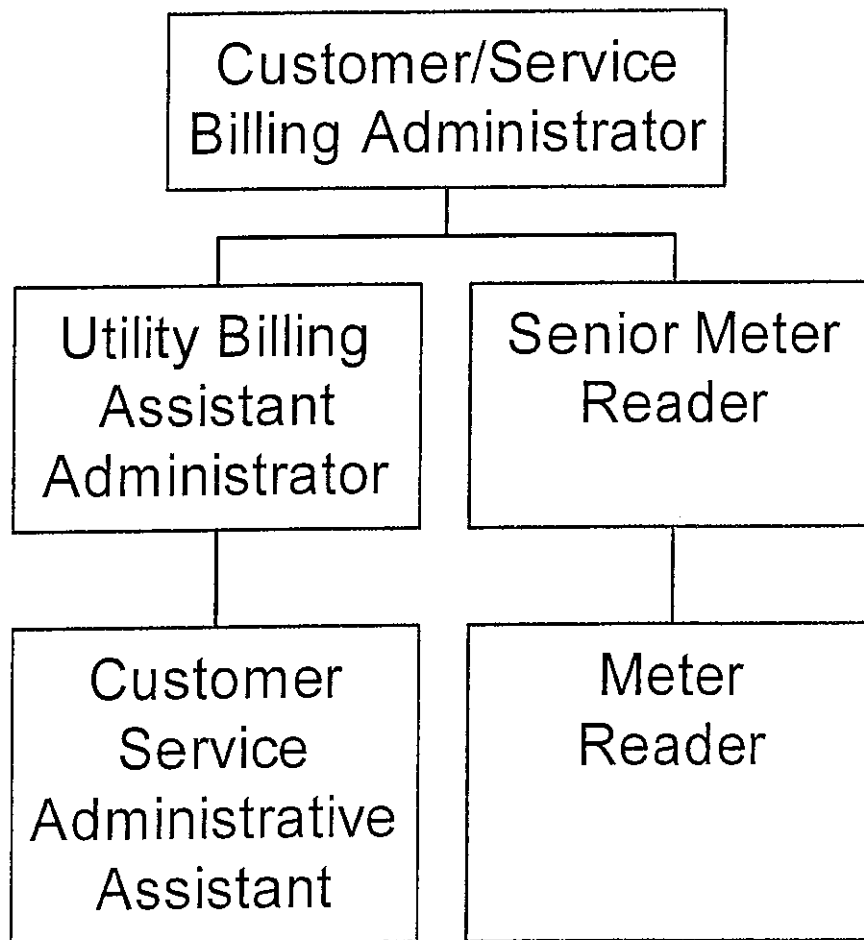 Customer/Service
Billing Administrator
Utility Billing
Assistant
Administrator
Senior Meter
Reader
Customer
Service
Administrative
Assistant
Meter
Reader